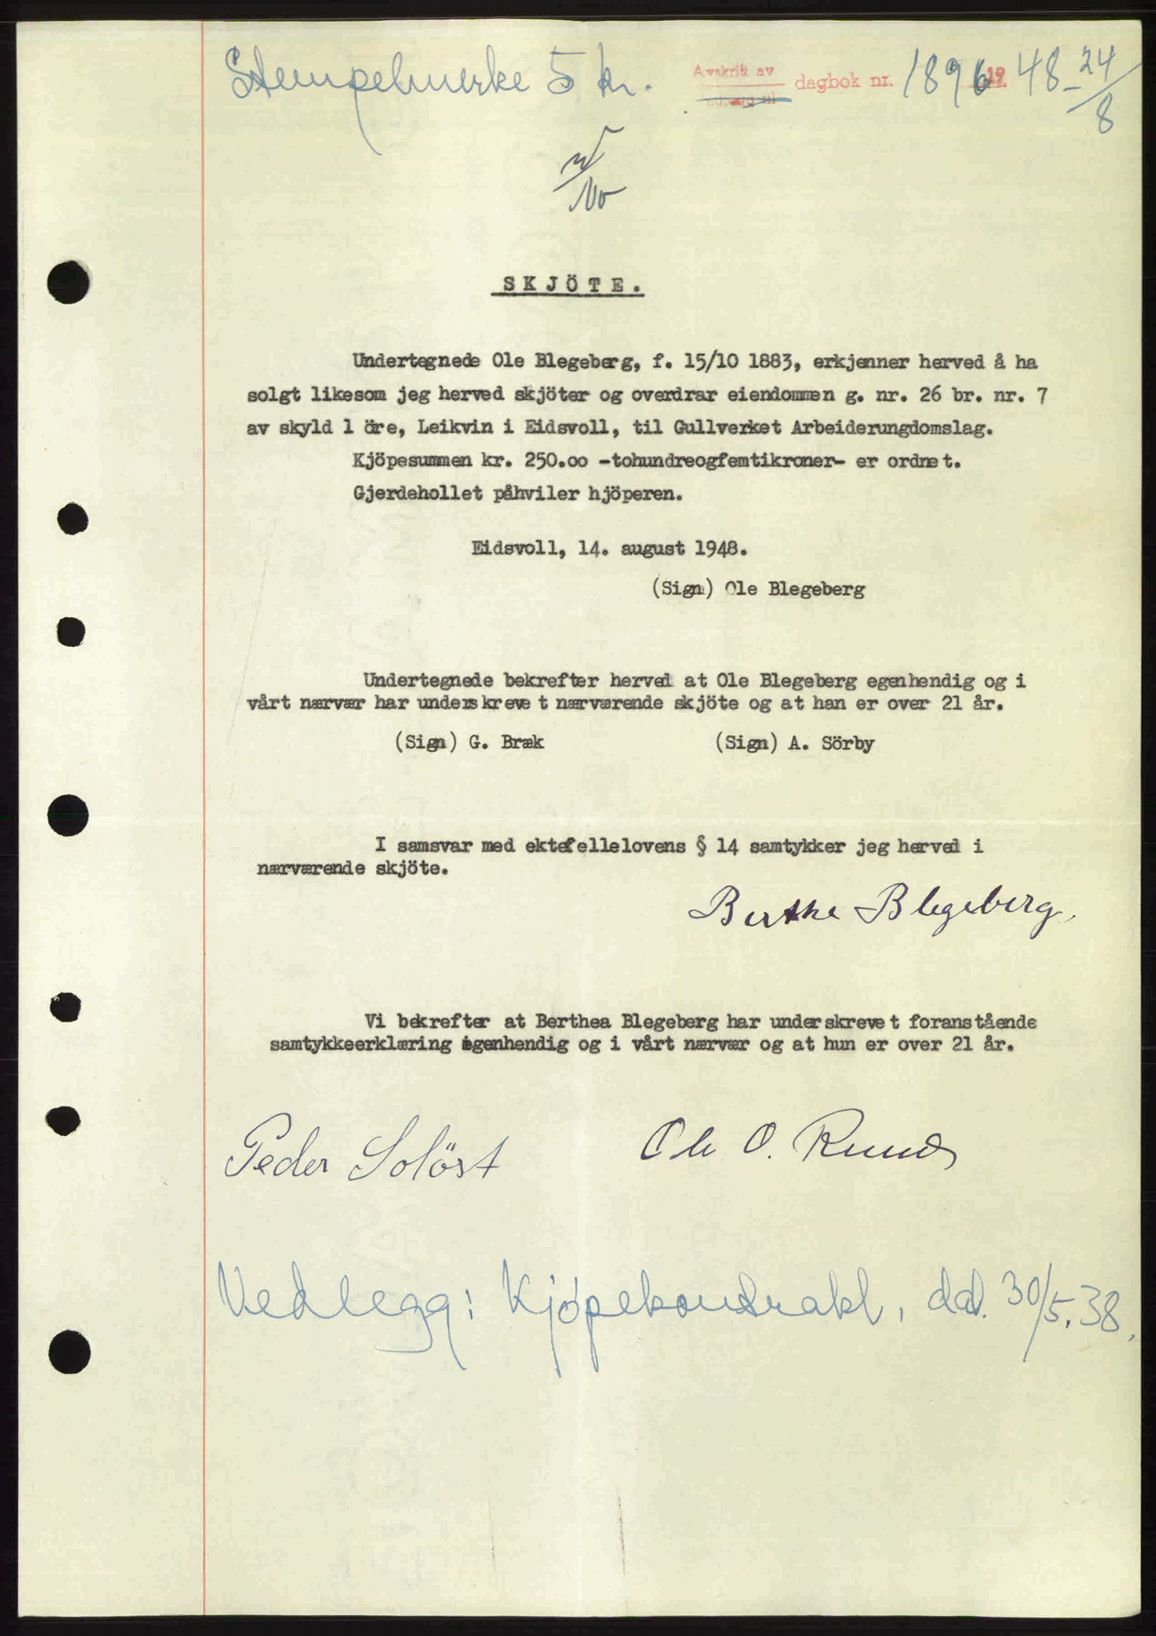 Stempelmerke 5 kr.
Avskrift av dagbok nr. 1896 1948 - 24/8
SKJÖTE.
Undertegnede Ole Blegeberg, f. 15/10 1883, erkjenner herved å ha
solgt likesom jeg herved skjöter og overdrar eiendommen g. nr. 26 br. nr. 7
av skyld 1 öre, Leikvin i Eidsvoll, til Gullverket Arbeiderungdomslag.
Kjöpesummen kr. 250.oo -tohundreogfemtikroner- er ordnet.
Gjerdehollet påhviler hjöperen.
Eidsvoll, 14. august 1948.
(Sign) Ole Blegeberg
Undertegnede bekrefter herved at Ole Blegeberg egenhendig og i
vårt nærvær har underskrevet nærværende skjöte og at han er over 21 år.
(Sign) G. Bræk (Sign) A. Sörby
I samsvar med ektefellelovens § 14 samtykker jeg herved i
nærværende skjöte.
Berthe Blegeberg.
Vi bekrefter at Berthea Blegeberg har underskrevet foranstående
samtykkeerklæring egenhendig og i vårt nærvær og at hun er over 21 år.
Peder Solöst Ole O. Ruud
Vedlegg: Kjøpekontrakt, dat. 30/5.38.